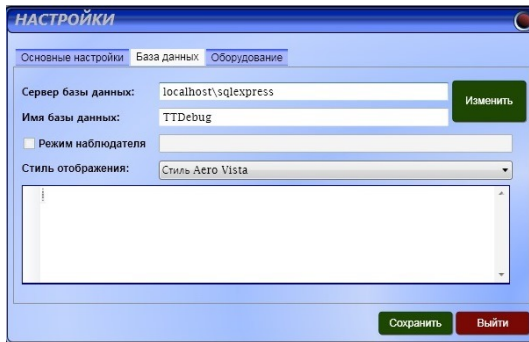 НАСТРОЙКИ
Основные настройки База данных Оборудование
Сервер базы данных: localhost\sqlexpress
Изменить
Имя базы данных: TTDebug
Режим наблюдателя
Стиль отображения: Стиль Aero Vista
Сохранить Выйти